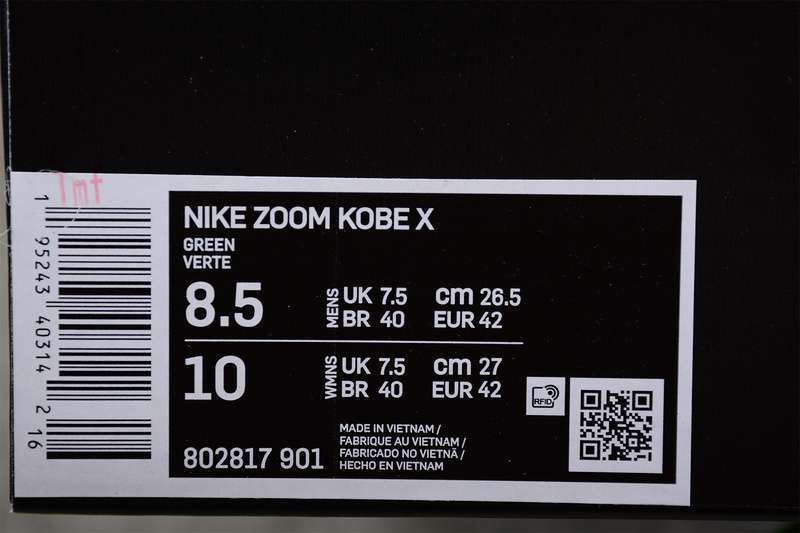 1mt
1 95243 40314 2 16
NIKE ZOOM KOBE X
GREEN
VERTE
8.5 MENS UK 7.5 cm 26.5
BR 40 EUR 42
10 WMNS UK 7.5 cm 27
BR 40 EUR 42
RFID
802817 901
MADE IN VIETNAM /
FABRIQUE AU VIETNAM /
FABRICADO NO VIETNÃ /
HECHO EN VIETNAM